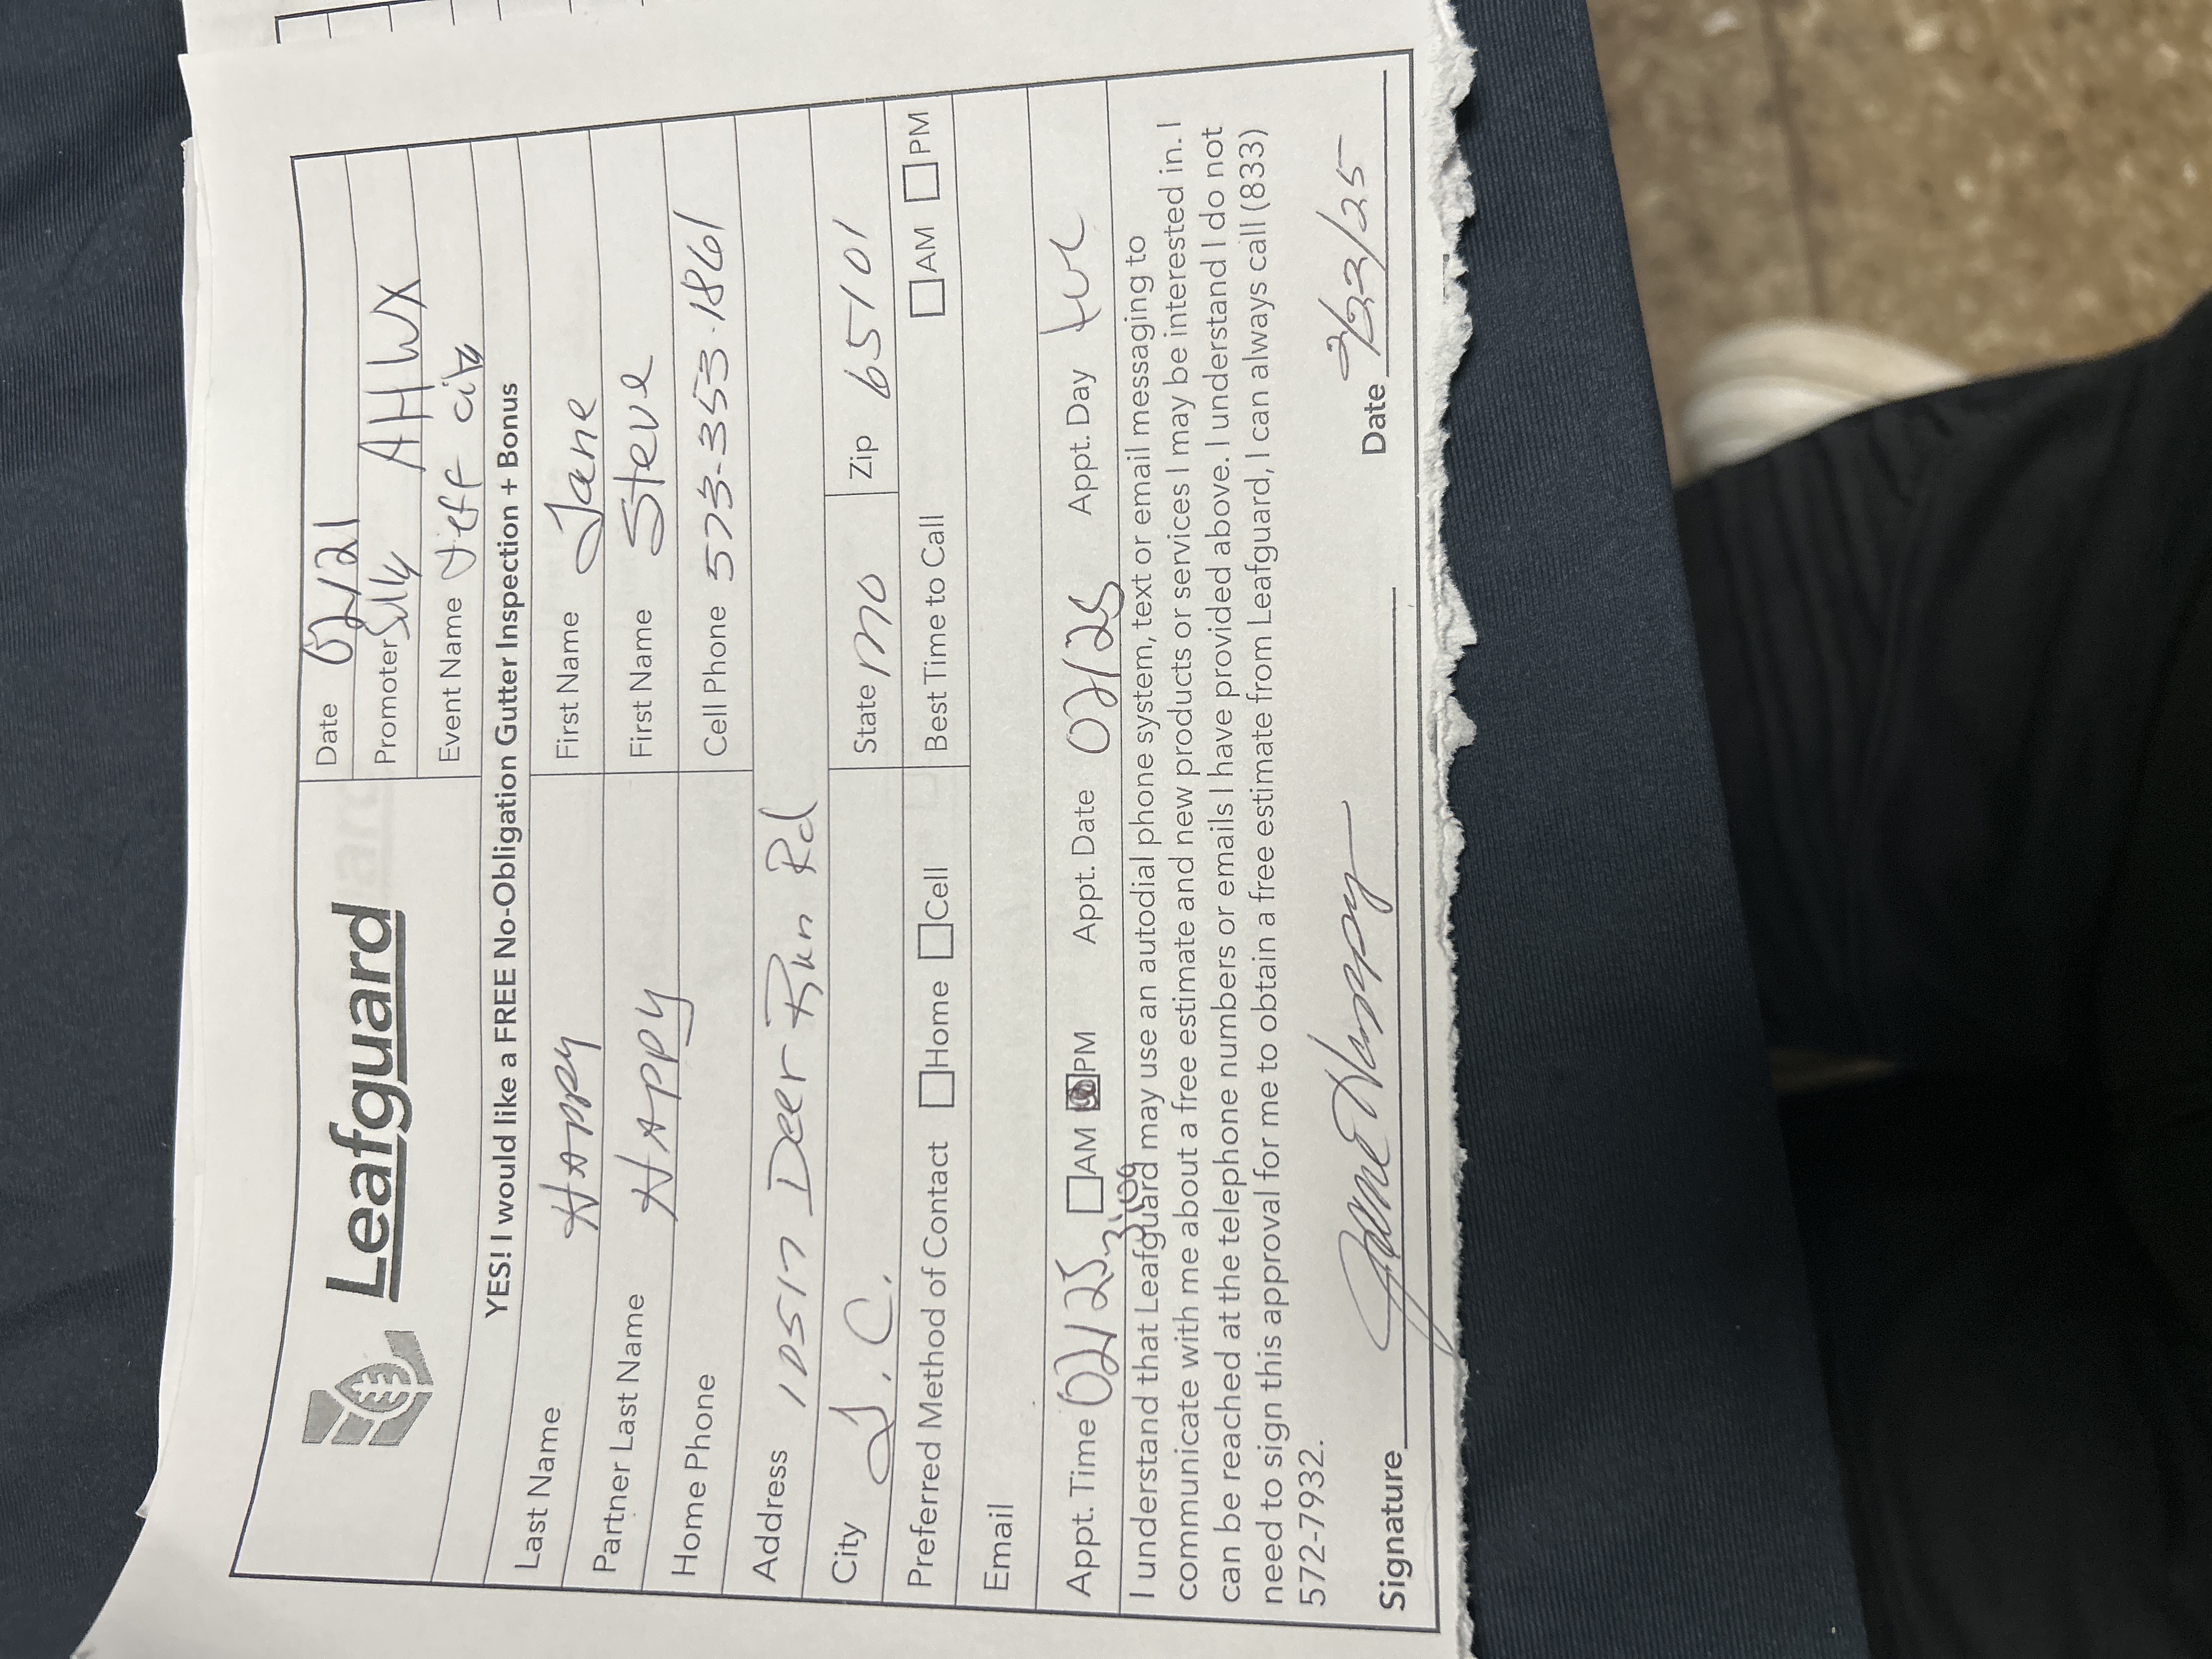 Leafguard
Date 02/21
Promoter AHWX
Event Name Jeff city
YES! I would like a FREE No-Obligation Gutter Inspection + Bonus
Last Name HAPPY First Name Jane
Partner Last Name HAPPY First Name Steve
Home Phone Cell Phone 573-353-1861
Address 10517 Deer Run Rd
City J.C. State MO Zip 65101
Preferred Method of Contact Home Cell Best Time to Call AM PM
Email
Appt. Time 02/25 AM PM Appt. Date 02/25 Appt. Day tue
3:00
I understand that Leafguard may use an autodial phone system, text or email messaging to
communicate with me about a free estimate and new products or services I may be interested in. I
can be reached at the telephone numbers or emails I have provided above. I understand I do not
need to sign this approval for me to obtain a free estimate from Leafguard, I can always call (833)
572-7932.
Signature Jane Happy Date 2/22/25